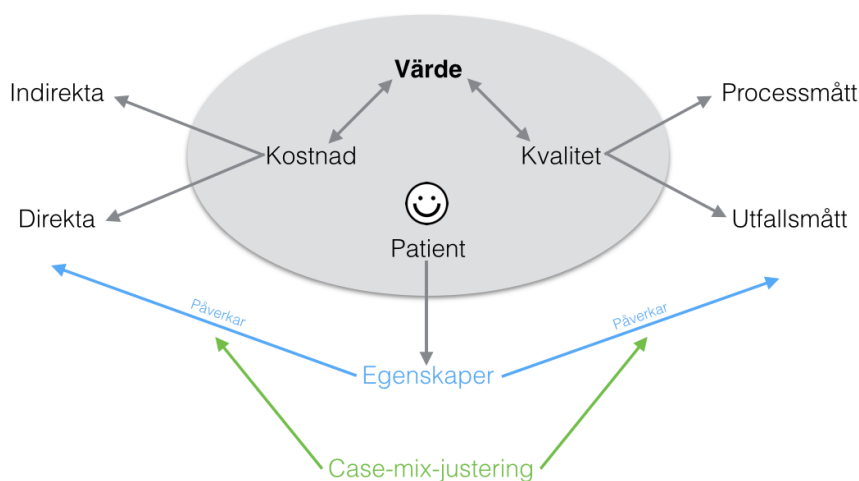 Värde
Indirekta
Processmått
Kostnad
Kvalitet
Direkta
Utfallsmått
Patient
Påverkar
Påverkar
Egenskaper
Case-mix-justering